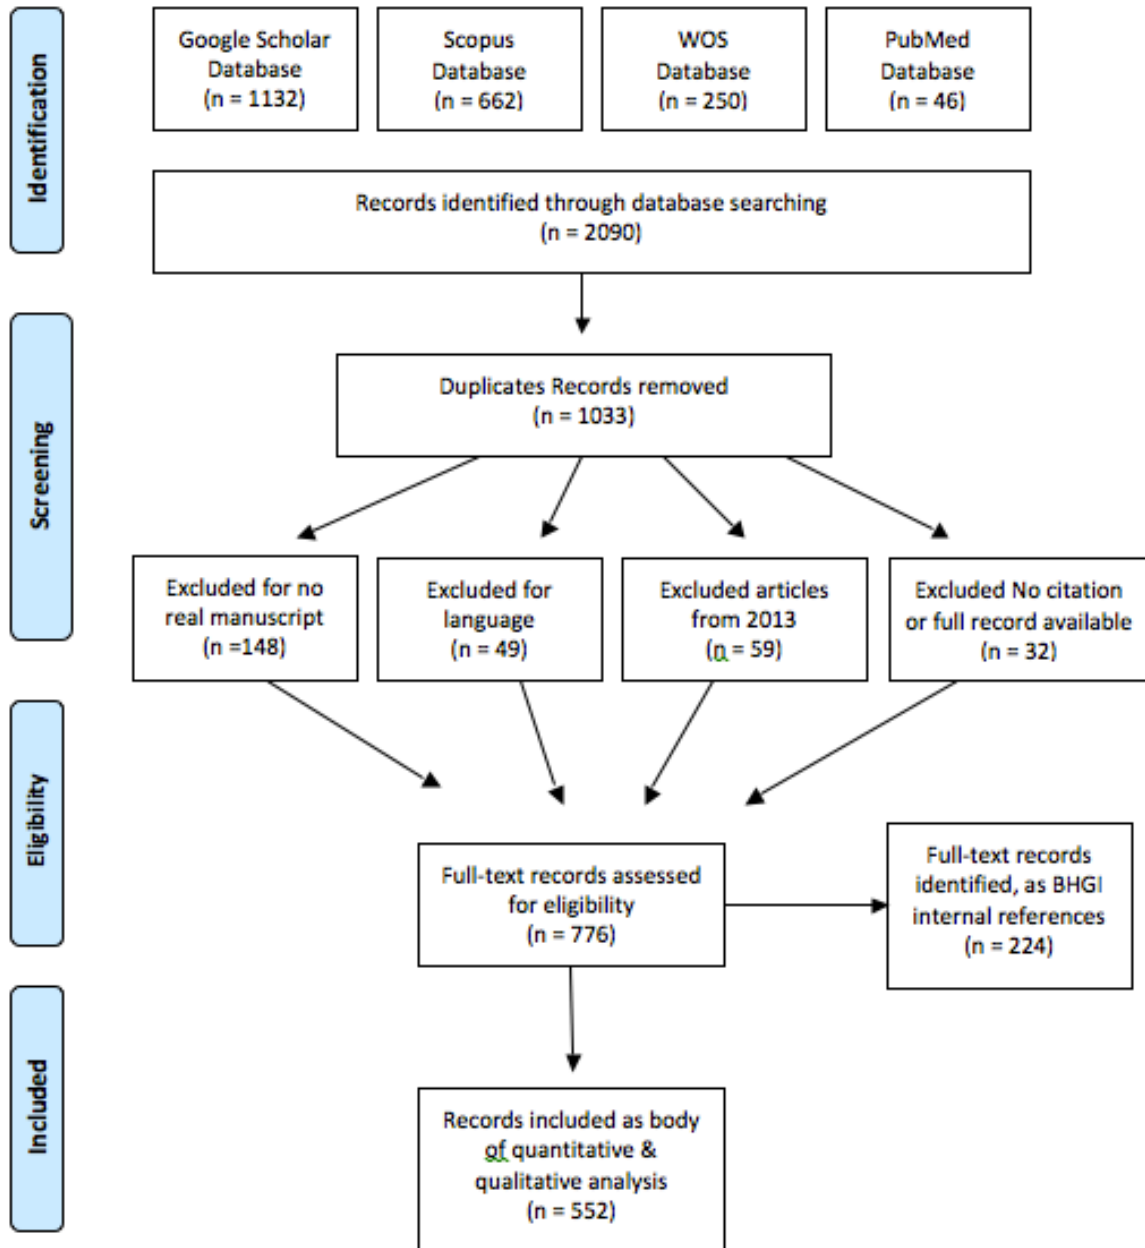 Identification
Google Scholar
Database
(n = 1132)
Scopus
Database
(n = 662)
WOS
Database
(n = 250)
PubMed
Database
(n = 46)
Records identified through database searching
(n = 2090)
Screening
Duplicates Records removed
(n = 1033)
Excluded for no
real manuscript
(n =148)
Excluded for
language
(n = 49)
Excluded articles
from 2013
(n = 59)
Excluded No citation
or full record available
(n = 32)
Eligibility
Full-text records assessed
for eligibility
(n = 776)
Full-text records
identified, as BHGI
internal references
(n = 224)
Included
Records included as body
of quantitative &
qualitative analysis
(n = 552)